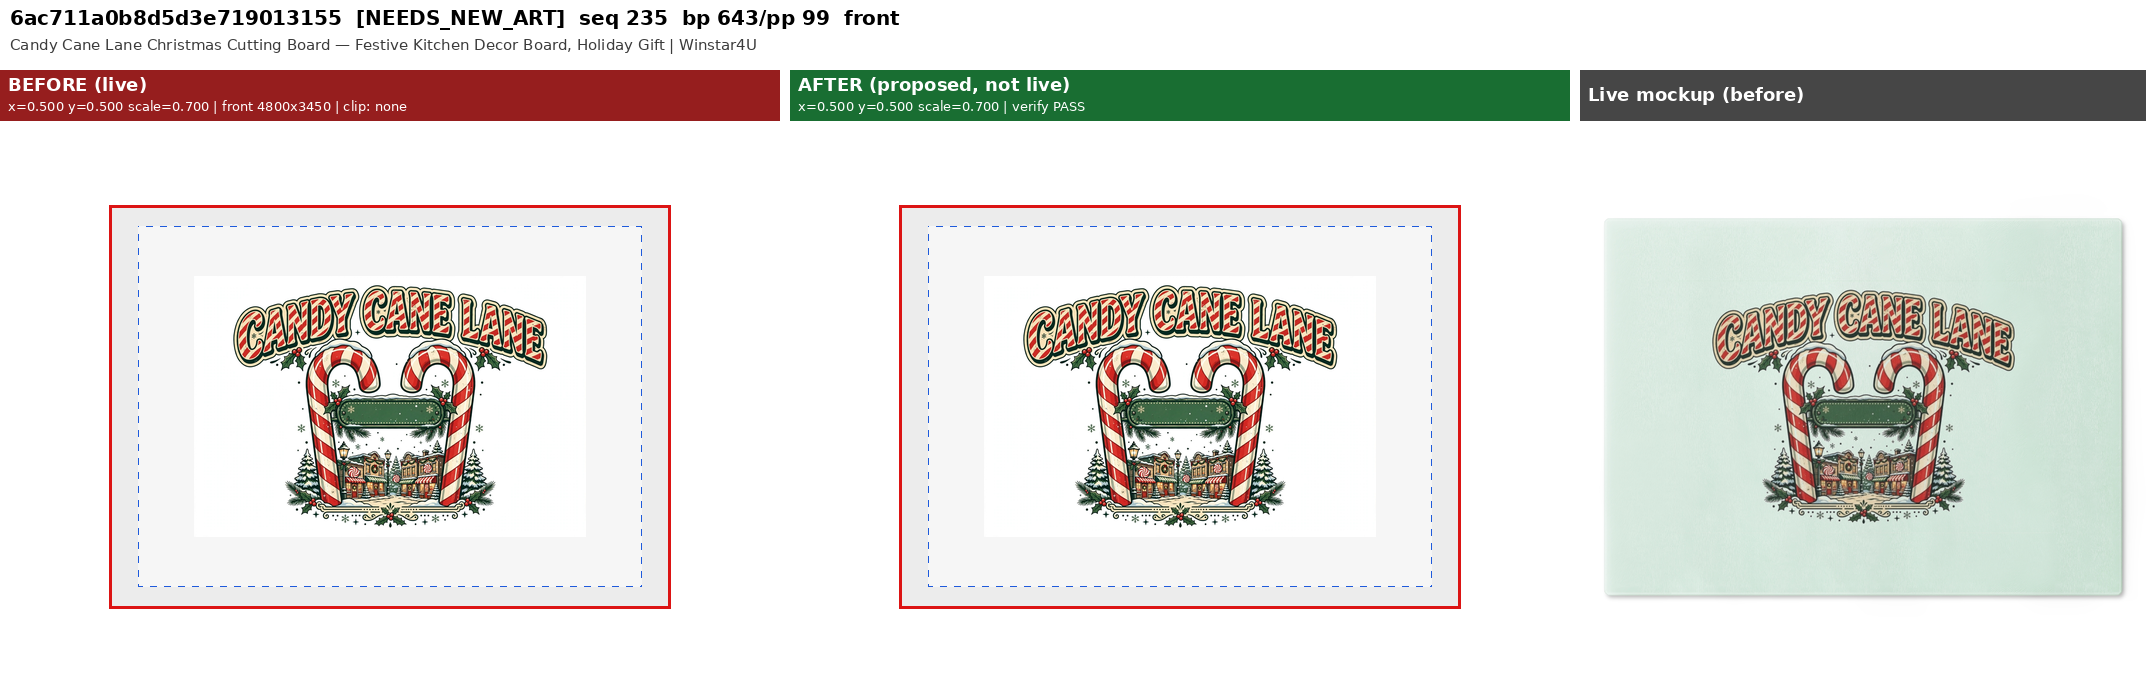 6ac711a0b8d5d3e719013155 [NEEDS_NEW_ART] seq 235 bp 643/pp 99 front
Candy Cane Lane Christmas Cutting Board — Festive Kitchen Decor Board, Holiday Gift | Winstar4U
BEFORE (live)
x=0.500 y=0.500 scale=0.700 | front 4800x3450 | clip: none
AFTER (proposed, not live)
x=0.500 y=0.500 scale=0.700 | verify PASS
Live mockup (before)
CANDY CANE LANE
CANDY CANE LANE
CANDY CANE LANE